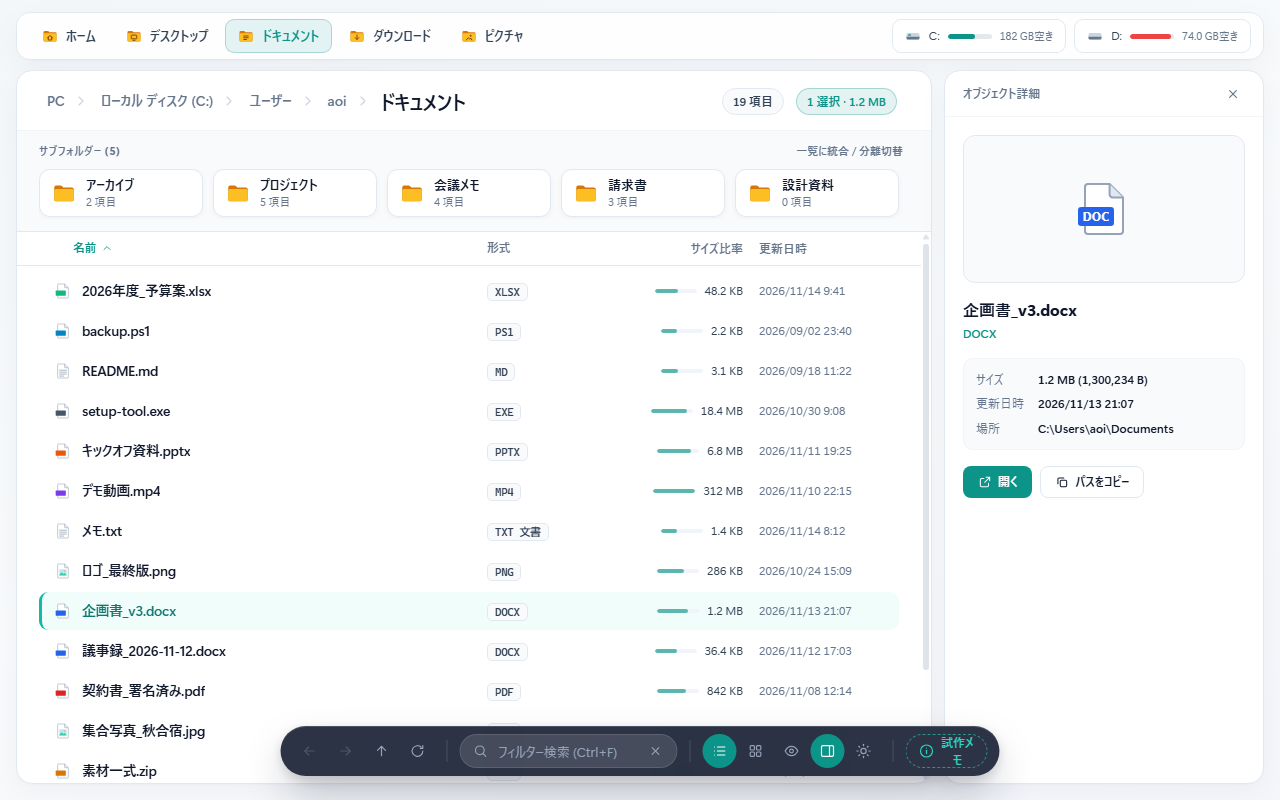 ホーム
デスクトップ
ドキュメント
ダウンロード
ピクチャ
C:
182 GB空き
D:
74.0 GB空き
PC
ローカル ディスク (C:)
ユーザー
aoi
ドキュメント
19 項目
1 選択 · 1.2 MB
サブフォルダー (5)
一覧に統合 / 分離切替
アーカイブ
2 項目
プロジェクト
5 項目
会議メモ
4 項目
請求書
3 項目
設計資料
0 項目
名前
形式
サイズ比率
更新日時
2026年度_予算案.xlsx
XLSX
48.2 KB
2026/11/14 9:41
backup.ps1
PS1
2.2 KB
2026/09/02 23:40
README.md
MD
3.1 KB
2026/09/18 11:22
setup-tool.exe
EXE
18.4 MB
2026/10/30 9:08
キックオフ資料.pptx
PPTX
6.8 MB
2026/11/11 19:25
デモ動画.mp4
MP4
312 MB
2026/11/10 22:15
メモ.txt
TXT 文書
1.4 KB
2026/11/14 8:12
ロゴ_最終版.png
PNG
286 KB
2026/10/24 15:09
企画書_v3.docx
DOCX
1.2 MB
2026/11/13 21:07
議事録_2026-11-12.docx
DOCX
36.4 KB
2026/11/12 17:03
契約書_署名済み.pdf
PDF
842 KB
2026/11/08 12:14
集合写真_秋合宿.jpg
素材一式.zip
フィルター検索 (Ctrl+F)
試作メ
モ
オブジェクト詳細
DOC
企画書_v3.docx
DOCX
サイズ
1.2 MB (1,300,234 B)
更新日時
2026/11/13 21:07
場所
C:\Users\aoi\Documents
開く
パスをコピー